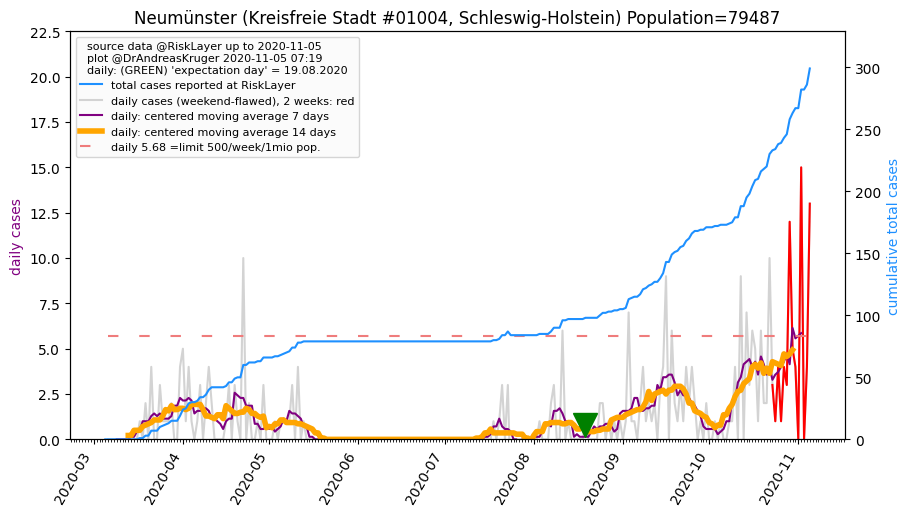 Neumünster (Kreisfreie Stadt #01004, Schleswig-Holstein) Population=79487
source data @RiskLayer up to 2020-11-05
plot @DrAndreasKruger 2020-11-05 07:19
daily: (GREEN) 'expectation day' = 19.08.2020
total cases reported at RiskLayer
daily cases (weekend-flawed), 2 weeks: red
daily: centered moving average 7 days
daily: centered moving average 14 days
daily 5.68 =limit 500/week/1mio pop.
daily cases
22.5
20.0
17.5
15.0
12.5
10.0
7.5
5.0
2.5
0.0
300
250
200
150
100
50
0
cumulative total cases
2020-03
2020-04
2020-05
2020-06
2020-07
2020-08
2020-09
2020-10
2020-11